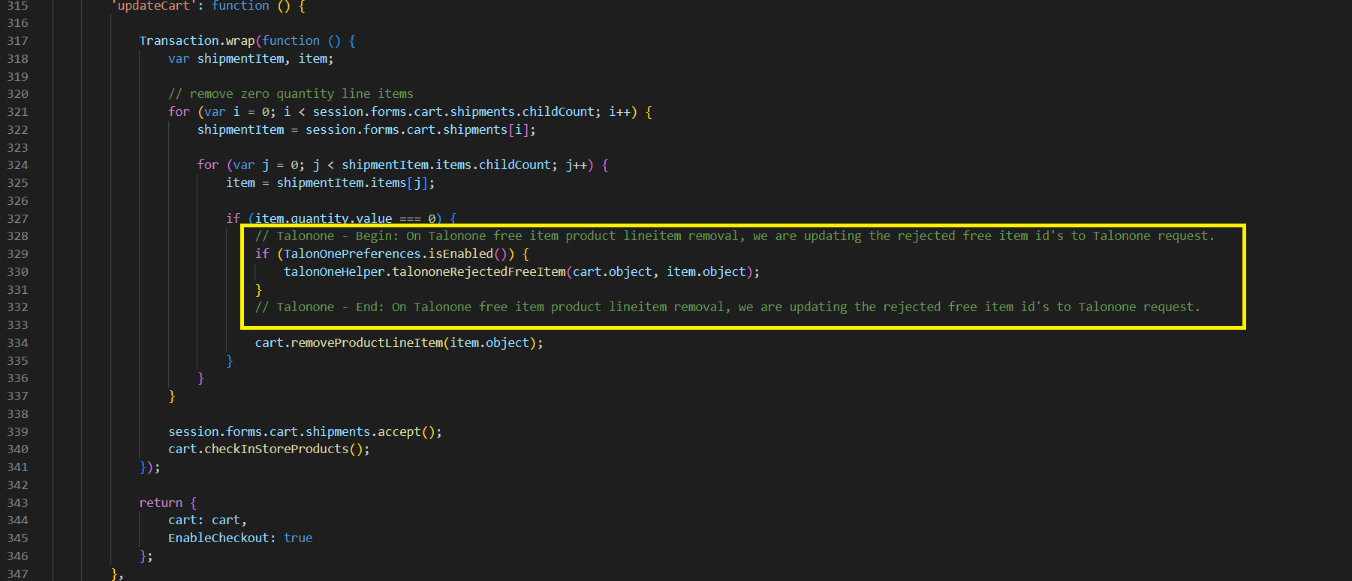 315 'updateCart': function () {
316
317 Transaction.wrap(function () {
318 var shipmentItem, item;
319
320 // remove zero quantity line items
321 for (var i = 0; i < session.forms.cart.shipments.childCount; i++) {
322 shipmentItem = session.forms.cart.shipments[i];
323
324 for (var j = 0; j < shipmentItem.items.childCount; j++) {
325 item = shipmentItem.items[j];
326
327 if (item.quantity.value === 0) {
328 // Talonone - Begin: On Talonone free item product lineitem removal, we are updating the rejected free item id's to Talonone request.
329 if (TalonOnePreferences.isEnabled()) {
330 talonOneHelper.talononeRejectedFreeItem(cart.object, item.object);
331 }
332 // Talonone - End: On Talonone free item product lineitem removal, we are updating the rejected free item id's to Talonone request.
333
334 cart.removeProductLineItem(item.object);
335 }
336 }
337 }
338
339 session.forms.cart.shipments.accept();
340 cart.checkInStoreProducts();
341 });
342
343 return {
344 cart: cart,
345 EnableCheckout: true
346 };
347 },